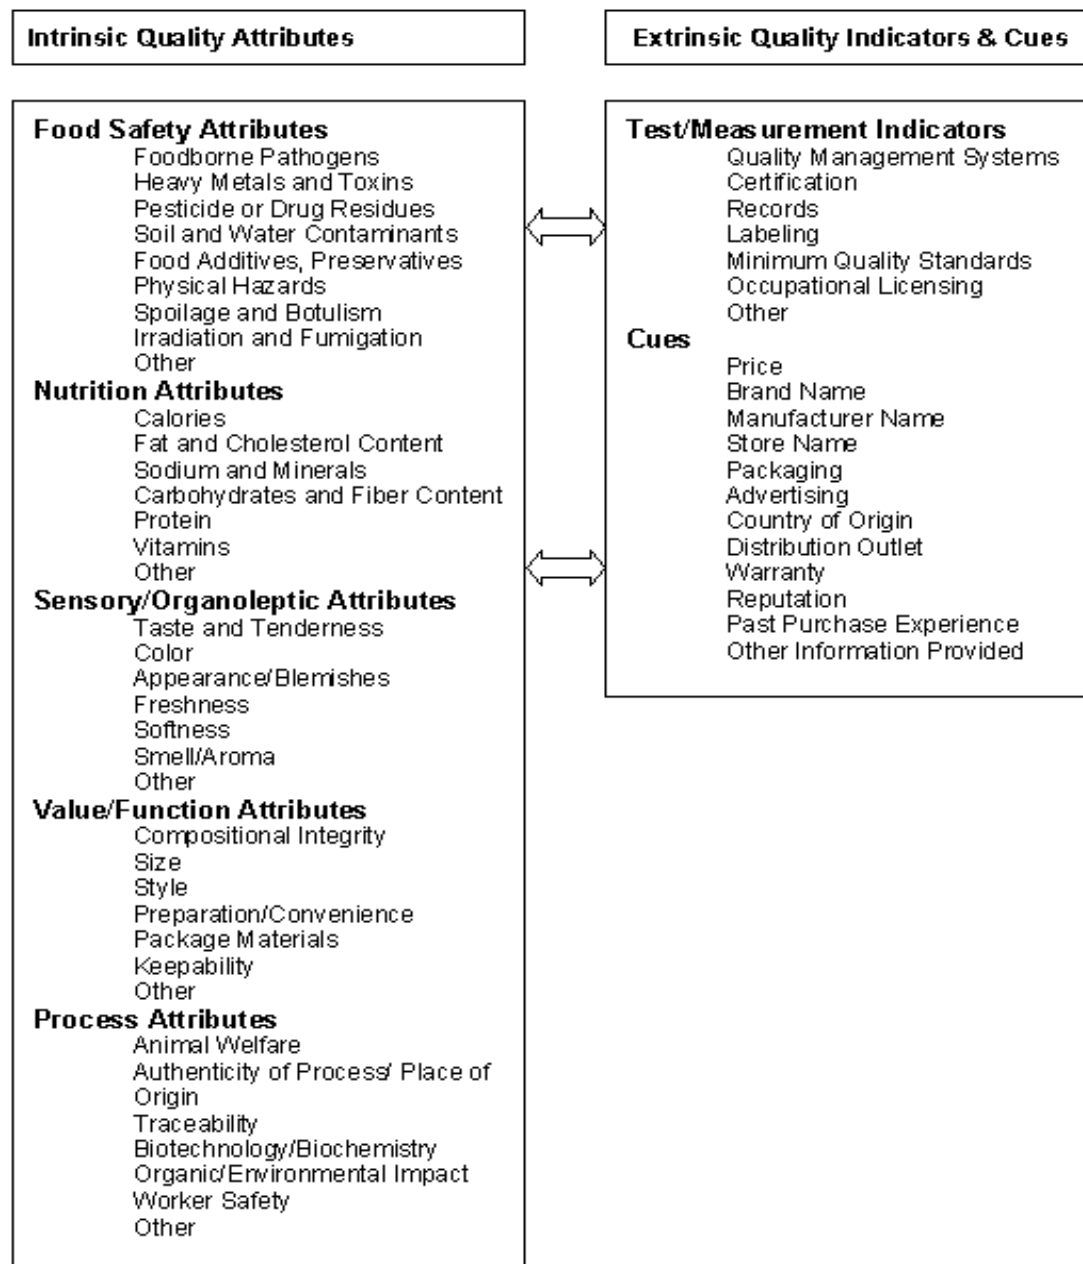 Intrinsic Quality Attributes
Food Safety Attributes
Foodborne Pathogens
Heavy Metals and Toxins
Pesticide or Drug Residues
Soil and Water Contaminants
Food Additives, Preservatives
Physical Hazards
Spoilage and Botulism
Irradiation and Fumigation
Other
Nutrition Attributes
Calories
Fat and Cholesterol Content
Sodium and Minerals
Carbohydrates and Fiber Content
Protein
Vitamins
Other
Sensory/Organoleptic Attributes
Taste and Tenderness
Color
Appearance/Blemishes
Freshness
Softness
Smell/Aroma
Other
Value/Function Attributes
Compositional Integrity
Size
Style
Preparation/Convenience
Package Materials
Keepability
Other
Process Attributes
Animal Welfare
Authenticity of Process/ Place of
Origin
Traceability
Biotechnology/Biochemistry
Organic/Environmental Impact
Worker Safety
Other
Extrinsic Quality Indicators & Cues
Test/Measurement Indicators
Quality Management Systems
Certification
Records
Labeling
Minimum Quality Standards
Occupational Licensing
Other
Cues
Price
Brand Name
Manufacturer Name
Store Name
Packaging
Advertising
Country of Origin
Distribution Outlet
Warranty
Reputation
Past Purchase Experience
Other Information Provided